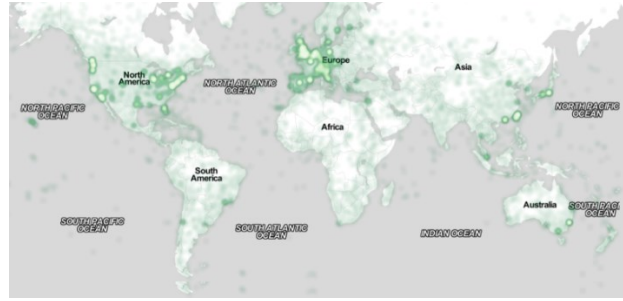 Europe
Asia
North
America
NORTH ATLANTIC
OCEAN
NORTH PACIFIC
OCEAN
NORTH PACIFIC
OCEAN
Africa
South
America
Australia
SOUTH PACI
OCEAN
SOUTH PACIFIC
OCEAN
SOUTH ATLANTIC
OCEAN
INDIAN OCEAN